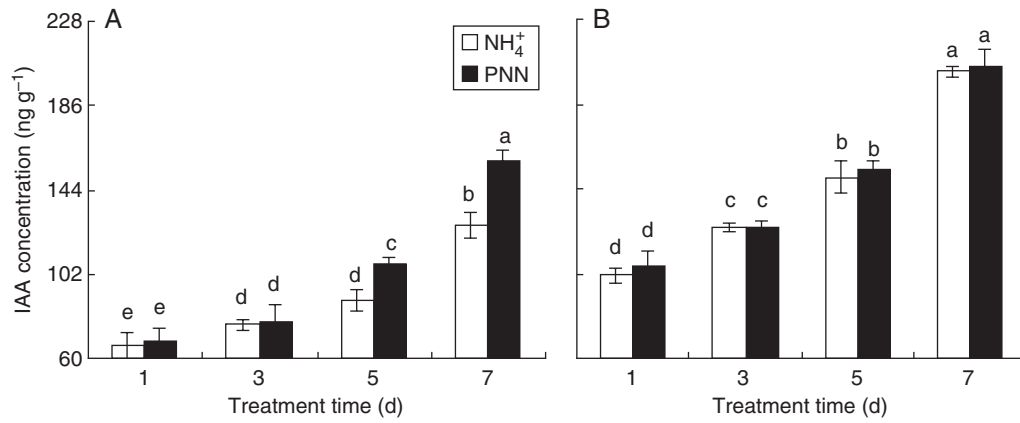 A
B
NH₄⁺
PNN
IAA concentration (ng g⁻¹)
228
186
144
102
60
e e d d d c b a
d d c c b b a a
1 3 5 7
1 3 5 7
Treatment time (d)
Treatment time (d)